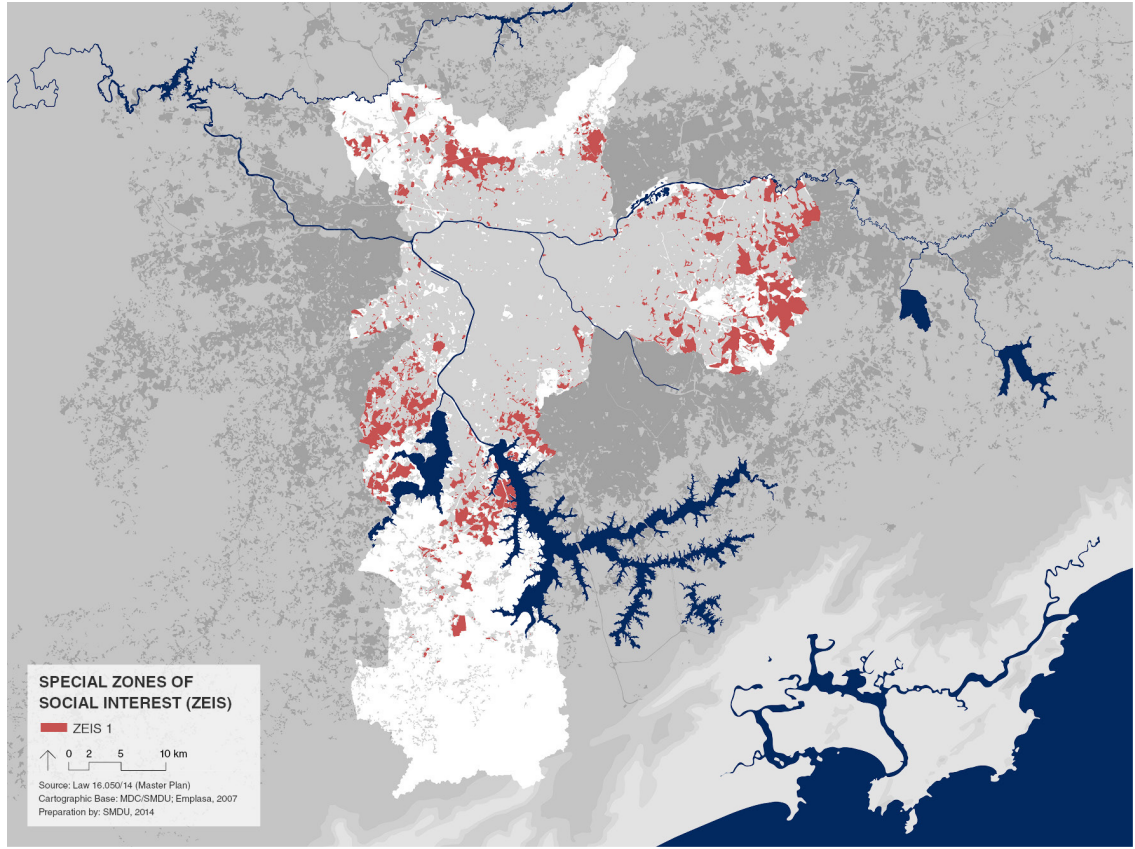 SPECIAL ZONES OF
SOCIAL INTEREST (ZEIS)
ZEIS 1
0 2 5 10 km
Source: Law 16.050/14 (Master Plan)
Cartographic Base: MDC/SMDU; Emplasa, 2007
Preparation by: SMDU, 2014